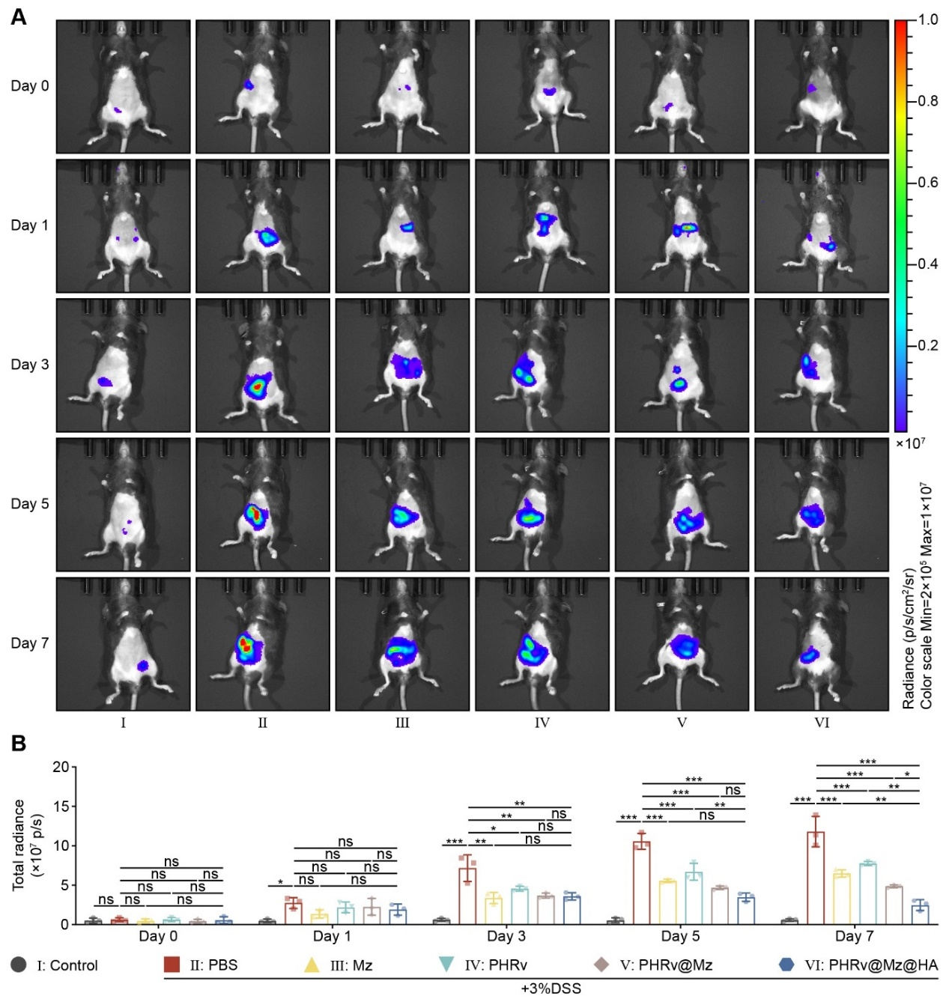 A
Day 0
Day 1
Day 3
Day 5
Day 7
I II III IV V VI
1.0
0.8
0.6
0.4
0.2
×10⁷
Radiance (p/s/cm²/sr)
Color scale Min=2×10⁵ Max=1×10⁷
B
Total radiance
(×10⁷ p/s)
20
15
10
5
0
ns
ns ns
ns ns
ns ns ns
ns
ns ns
ns ns
* ns ns
**
** ns
* ns
*** ** ns
***
*** ns
*** **
*** *** ns
***
*** *
*** **
*** *** **
Day 0 Day 1 Day 3 Day 5 Day 7
I: Control II: PBS III: Mz IV: PHRv V: PHRv@Mz VI: PHRv@Mz@HA
+3%DSS